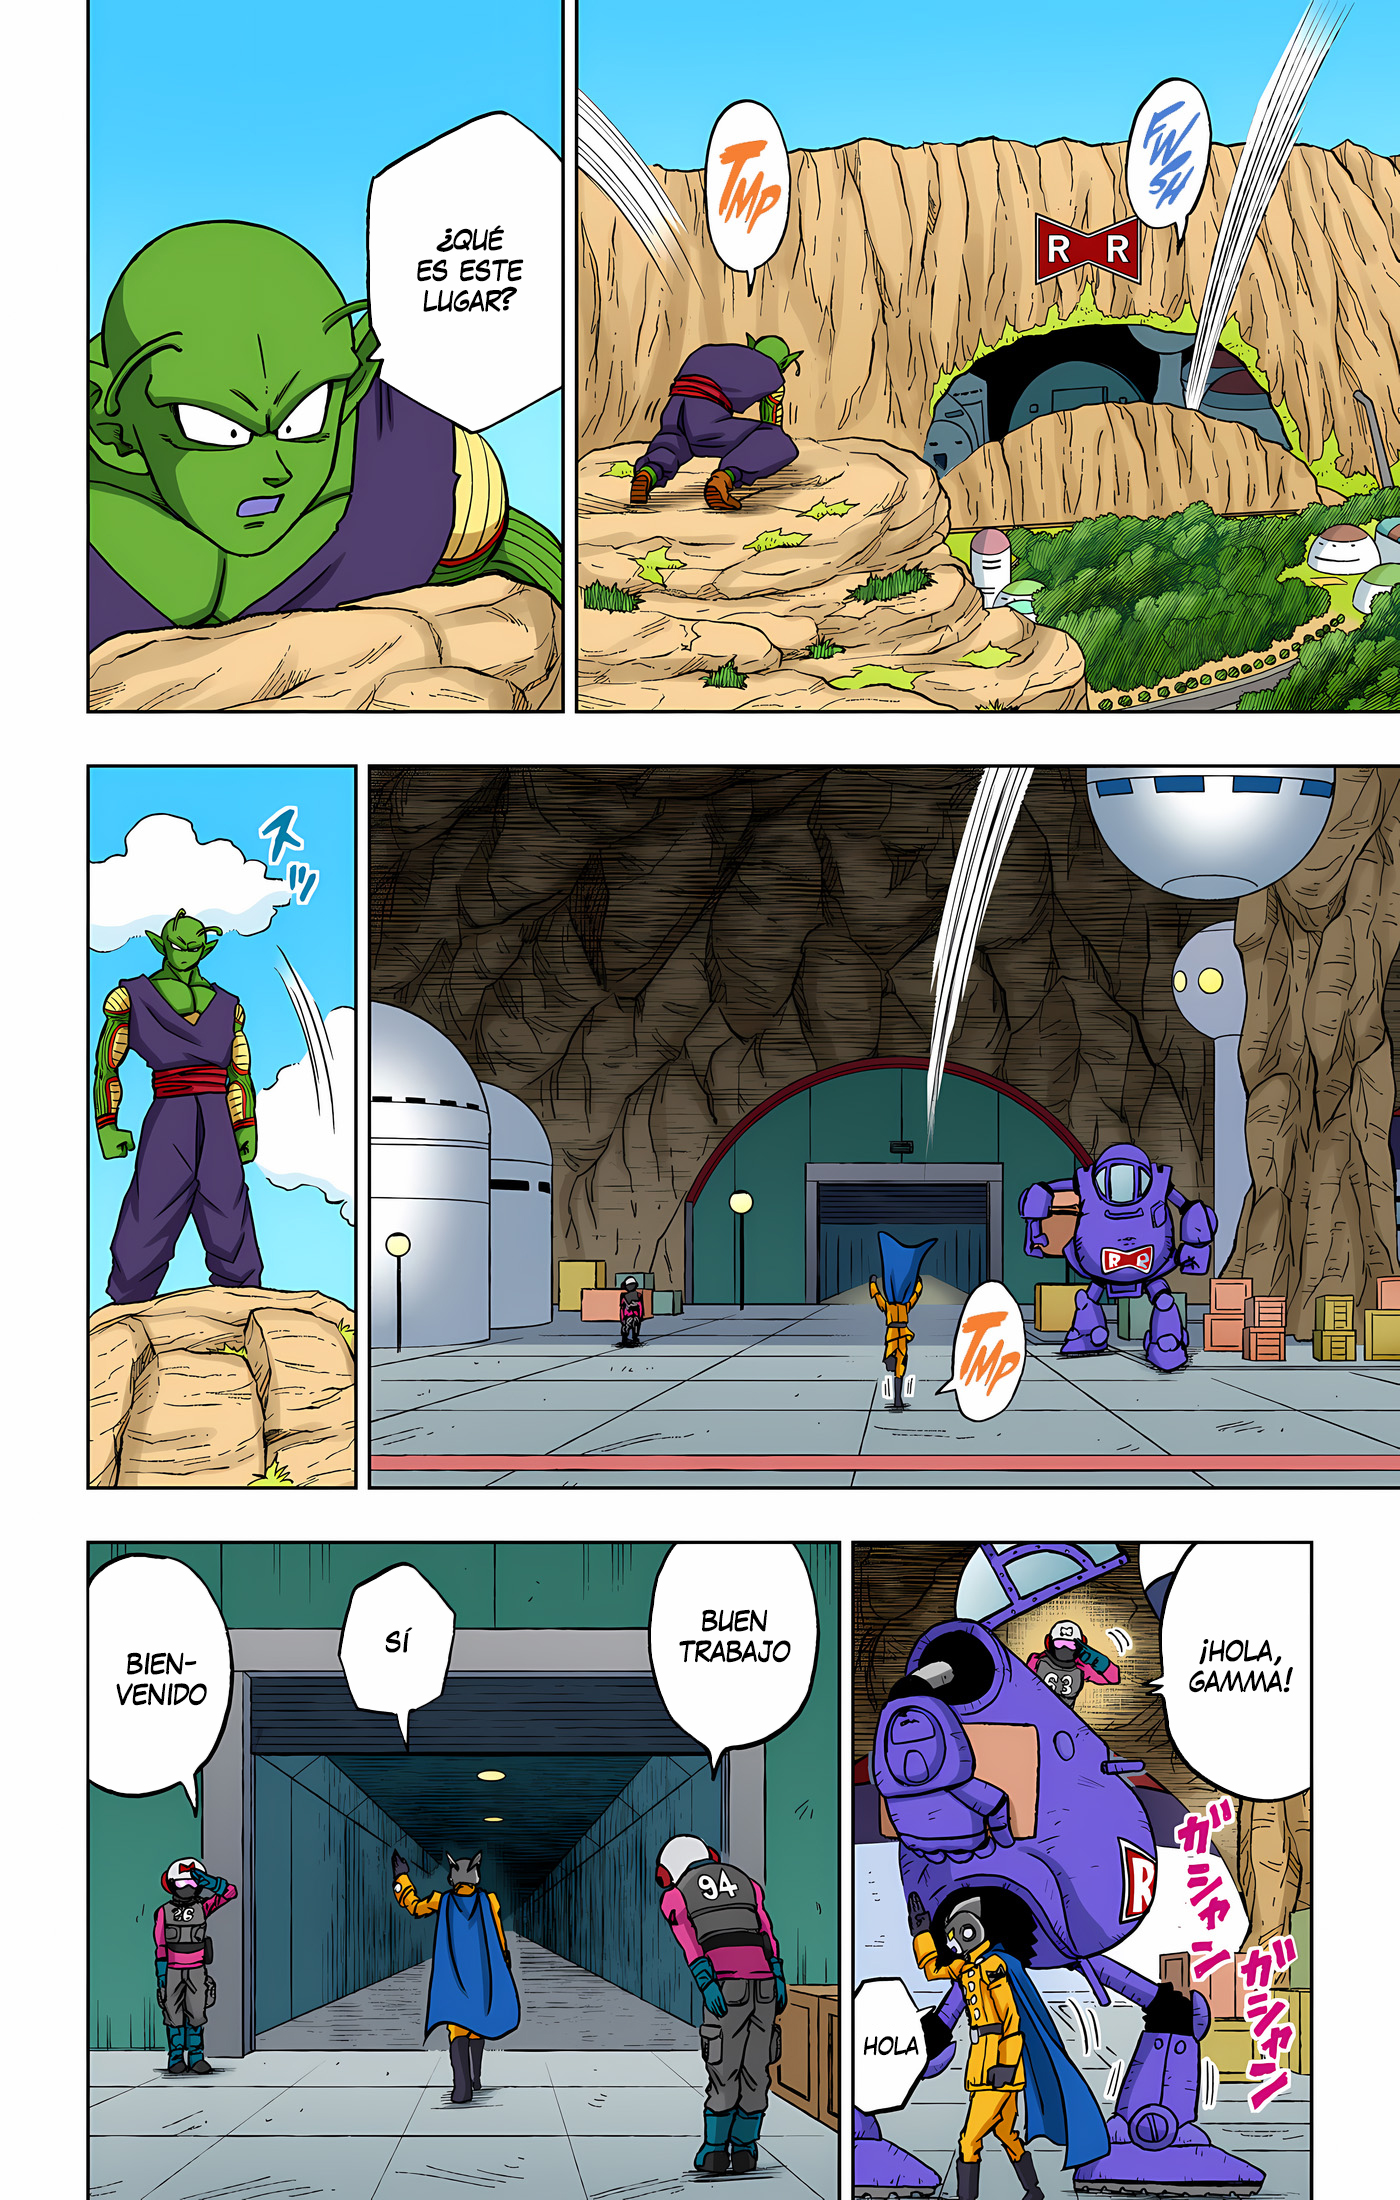 TMP
FWSH
R R
¿QUÉ
ES ESTE
LUGAR?
R R
TMP
スッ
¡HOLA,
GAMMA!
63
R
ガシャン
ガシャン
HOLA
BUEN
TRABAJO
SÍ
BIEN-
VENIDO
94
26